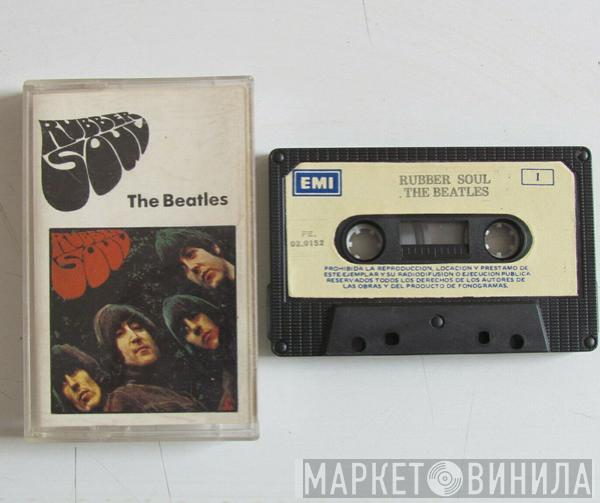 RUBBER
SOUL
The Beatles
RUBBER
SOUL
EMI
RUBBER SOUL
THE BEATLES
I
PE.
02.0152
PROHIBIDA LA REPRODUCCION, LOCACION Y PRESTAMO DE
ESTE EJEMPLAR Y SU RADIODIFUSION O EJECUCION PUBLICA
RESERVADOS TODOS LOS DERECHOS DE LOS AUTORES DE
LAS OBRAS Y DEL PRODUCTO DE FONOGRAMAS.
МАРКЕТ ВИНИЛА